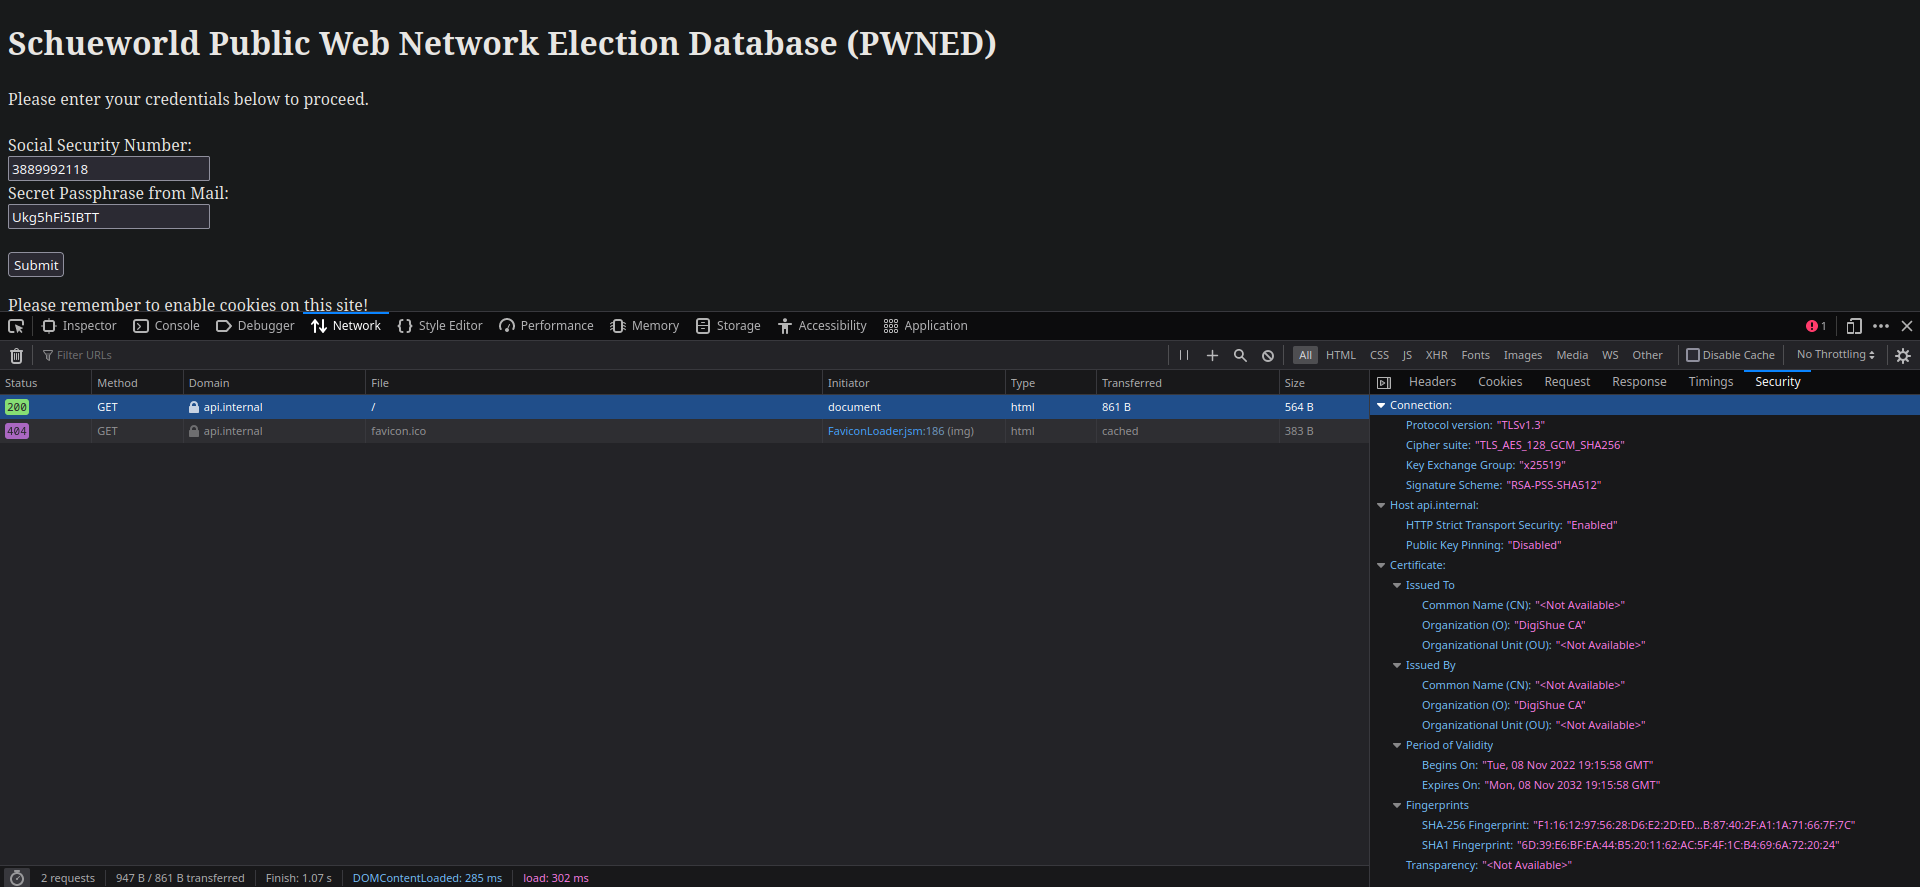 Schueworld Public Web Network Election Database (PWNED)
Please enter your credentials below to proceed.
Social Security Number:
3889992118
Secret Passphrase from Mail:
Ukg5hFi5IBTT
Submit
Please remember to enable cookies on this site!
Inspector Console Debugger Network Style Editor Performance Memory Storage Accessibility Application 1
Filter URLs All HTML CSS JS XHR Fonts Images Media WS Other Disable Cache No Throttling
Status Method Domain File Initiator Type Transferred Size
200 GET api.internal / document html 861 B 564 B
404 GET api.internal favicon.ico FaviconLoader.jsm:186 (img) html cached 383 B
Headers Cookies Request Response Timings Security
Connection:
Protocol version: "TLSv1.3"
Cipher suite: "TLS_AES_128_GCM_SHA256"
Key Exchange Group: "x25519"
Signature Scheme: "RSA-PSS-SHA512"
Host api.internal:
HTTP Strict Transport Security: "Enabled"
Public Key Pinning: "Disabled"
Certificate:
Issued To
Common Name (CN): "<Not Available>"
Organization (O): "DigiShue CA"
Organizational Unit (OU): "<Not Available>"
Issued By
Common Name (CN): "<Not Available>"
Organization (O): "DigiShue CA"
Organizational Unit (OU): "<Not Available>"
Period of Validity
Begins On: "Tue, 08 Nov 2022 19:15:58 GMT"
Expires On: "Mon, 08 Nov 2032 19:15:58 GMT"
Fingerprints
SHA-256 Fingerprint: "F1:16:12:97:56:28:D6:E2:2D:ED...B:87:40:2F:A1:1A:71:66:7F:7C"
SHA1 Fingerprint: "6D:39:E6:BF:EA:44:B5:20:11:62:AC:5F:4F:1C:B4:69:6A:72:20:24"
Transparency: "<Not Available>"
2 requests 947 B / 861 B transferred Finish: 1.07 s DOMContentLoaded: 285 ms load: 302 ms